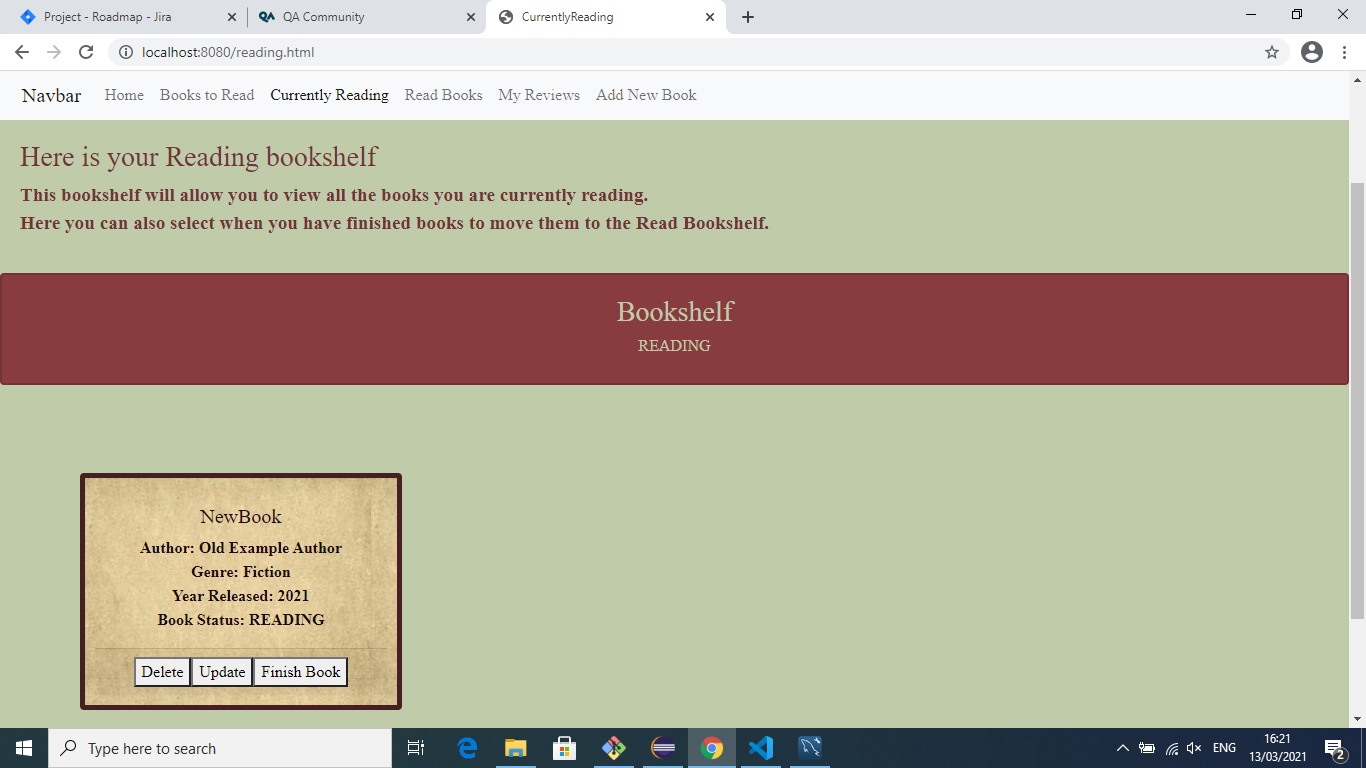 Project - Roadmap - Jira
QA QA Community
CurrentlyReading
localhost:8080/reading.html
Navbar Home Books to Read Currently Reading Read Books My Reviews Add New Book
Here is your Reading bookshelf
This bookshelf will allow you to view all the books you are currently reading.
Here you can also select when you have finished books to move them to the Read Bookshelf.
Bookshelf
READING
NewBook
Author: Old Example Author
Genre: Fiction
Year Released: 2021
Book Status: READING
Delete Update Finish Book
Type here to search
ENG
16:21
13/03/2021
2